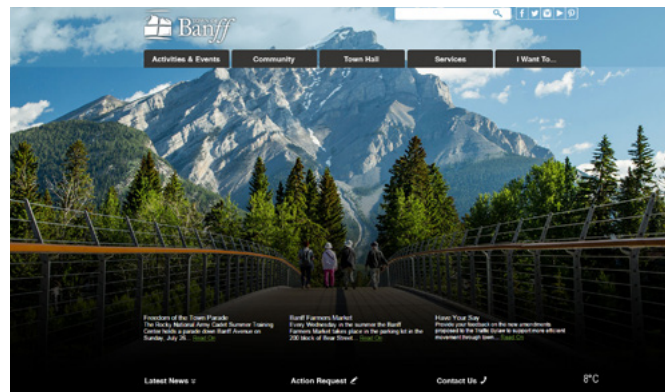 Banff
Activities & Events
Community
Town Hall
Services
I Want To...
Freedom of the Town Parade
The Rocky National Army Cadet Summer Training
Center holds a parade down Banff Avenue on
Sunday, July 26... Read On
Banff Farmers Market
Every Wednesday in the summer the Banff
Farmers Market takes place in the parking lot in the
200 block of Bear Street... Read On
Have Your Say
Provide your feedback on the new amendments
proposed to the Traffic Bylaw to support more efficient
movement through town... Read On
Latest News
Action Request
Contact Us
8°C